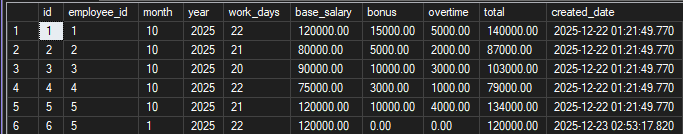 id employee_id month year work_days base_salary bonus overtime total created_date
1 1 1 10 2025 22 120000.00 15000.00 5000.00 140000.00 2025-12-22 01:21:49.770
2 2 2 10 2025 21 80000.00 5000.00 2000.00 87000.00 2025-12-22 01:21:49.770
3 3 3 10 2025 20 90000.00 10000.00 3000.00 103000.00 2025-12-22 01:21:49.770
4 4 4 10 2025 22 75000.00 3000.00 1000.00 79000.00 2025-12-22 01:21:49.770
5 5 5 10 2025 21 120000.00 10000.00 4000.00 134000.00 2025-12-22 01:21:49.770
6 6 5 1 2025 22 120000.00 0.00 0.00 120000.00 2025-12-23 02:53:17.820